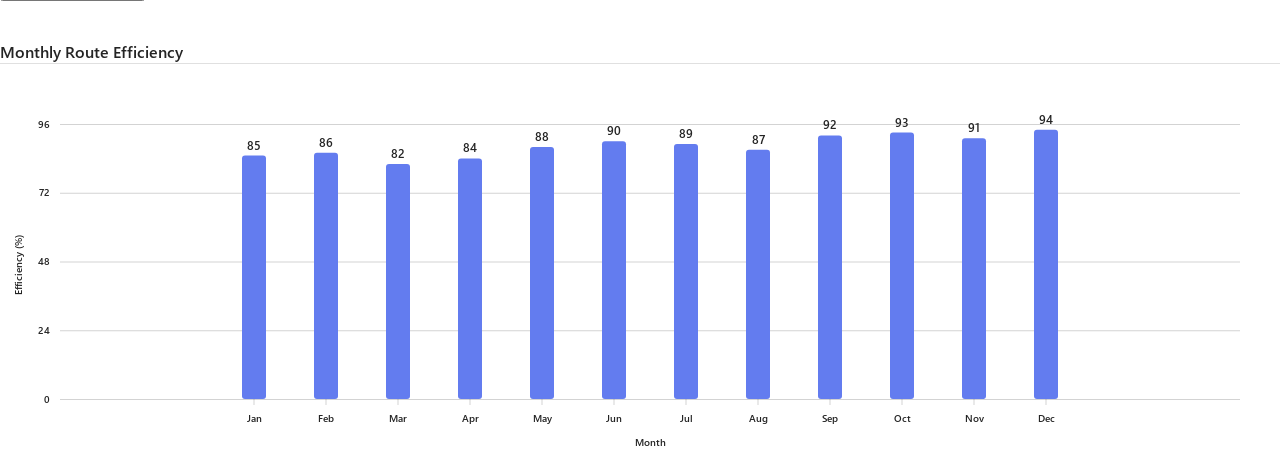 Monthly Route Efficiency
96
72
48
24
0
Efficiency (%)
85 86 82 84 88 90 89 87 92 93 91 94
Jan Feb Mar Apr May Jun Jul Aug Sep Oct Nov Dec
Month